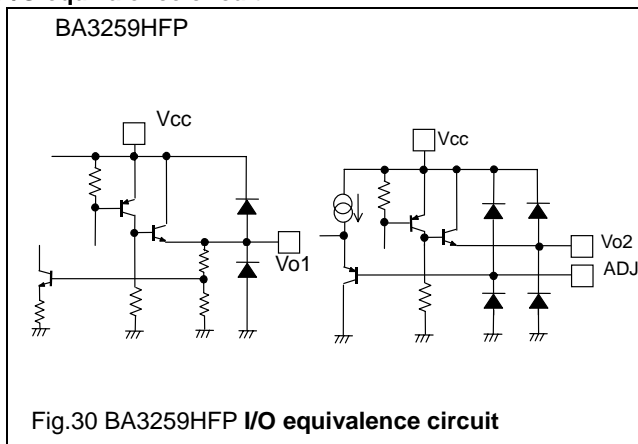 BA3259HFP
Vcc
Vcc
Vo1
Vo2
ADJ
Fig.30 BA3259HFP I/O equivalence circuit